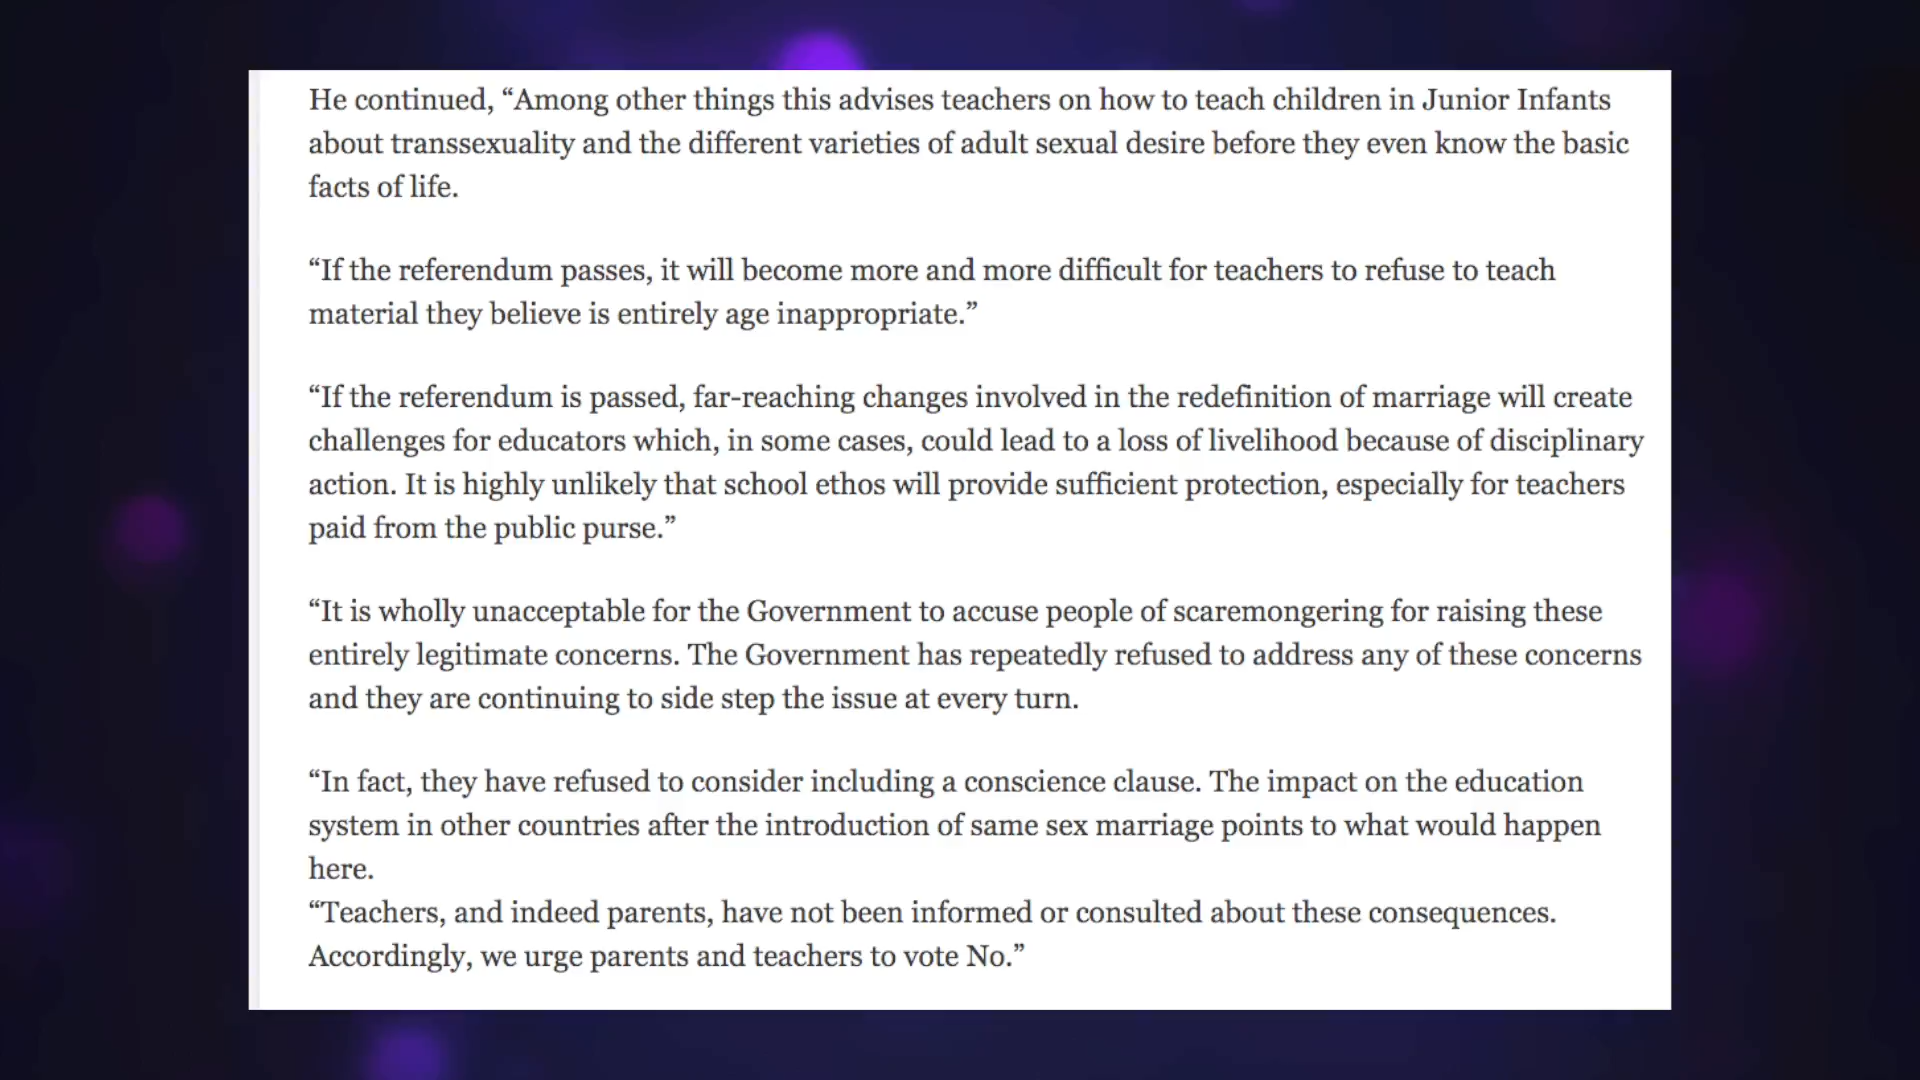 He continued, “Among other things this advises teachers on how to teach children in Junior Infants
about transsexuality and the different varieties of adult sexual desire before they even know the basic
facts of life.
“If the referendum passes, it will become more and more difficult for teachers to refuse to teach
material they believe is entirely age inappropriate.”
“If the referendum is passed, far-reaching changes involved in the redefinition of marriage will create
challenges for educators which, in some cases, could lead to a loss of livelihood because of disciplinary
action. It is highly unlikely that school ethos will provide sufficient protection, especially for teachers
paid from the public purse.”
“It is wholly unacceptable for the Government to accuse people of scaremongering for raising these
entirely legitimate concerns. The Government has repeatedly refused to address any of these concerns
and they are continuing to side step the issue at every turn.
“In fact, they have refused to consider including a conscience clause. The impact on the education
system in other countries after the introduction of same sex marriage points to what would happen
here.
“Teachers, and indeed parents, have not been informed or consulted about these consequences.
Accordingly, we urge parents and teachers to vote No.”